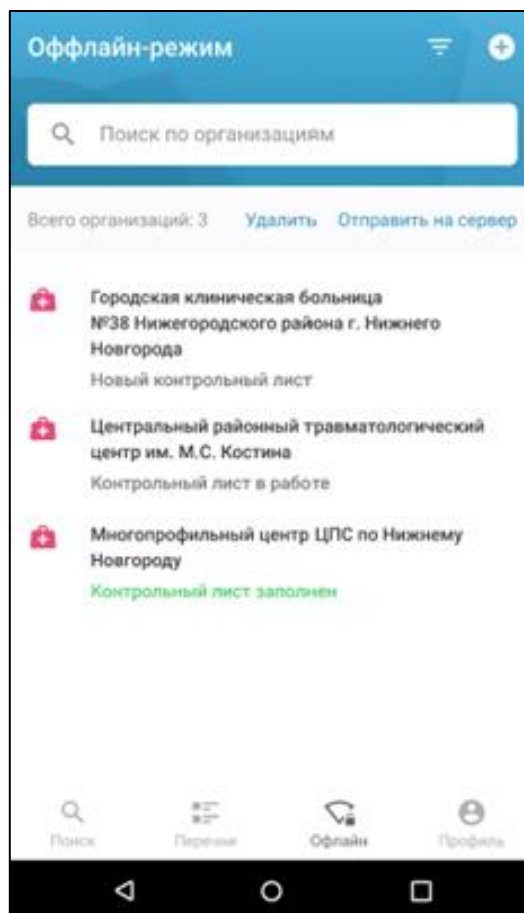 Оффлайн-режим
Поиск по организациям
Всего организаций: 3 Удалить Отправить на сервер
Городская клиническая больница
№38 Нижегородского района г. Нижнего
Новгорода
Новый контрольный лист
Центральный районный травматологический
центр им. М.С. Костина
Контрольный лист в работе
Многопрофильный центр ЦПС по Нижнему
Новгороду
Контрольный лист заполнен
Поиск Перечни Офлайн Профиль